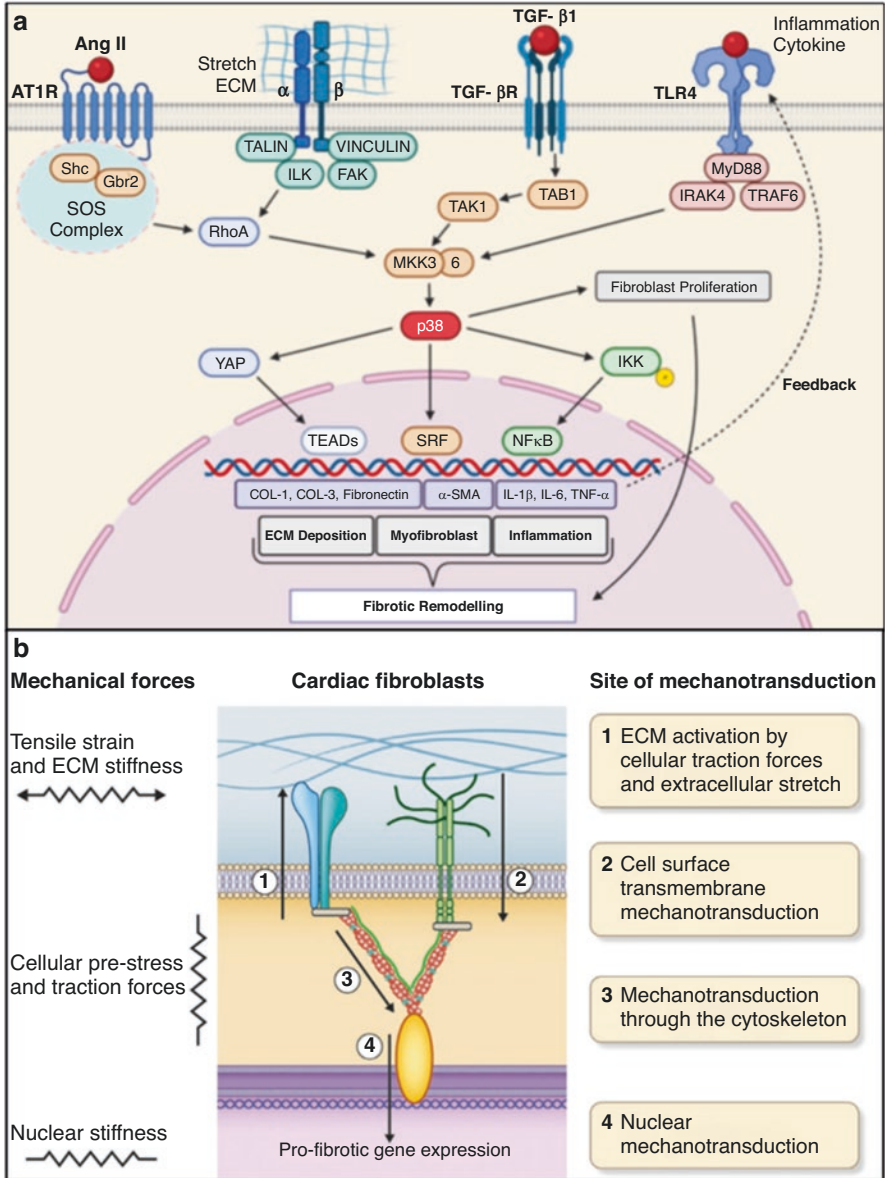 a
Ang II
AT1R
Shc
Gbr2
SOS
Complex
Stretch
ECM
α
β
TALIN
VINCULIN
ILK
FAK
RhoA
TGF- β1
TGF- βR
TAB1
TAK1
Inflammation
Cytokine
TLR4
MyD88
IRAK4
TRAF6
MKK3
6
p38
Fibroblast Proliferation
YAP
IKK
Feedback
TEADs
SRF
NFκB
COL-1, COL-3, Fibronectin
α-SMA
IL-1β, IL-6, TNF-α
ECM Deposition
Myofibroblast
Inflammation
Fibrotic Remodelling
b
Mechanical forces
Tensile strain
and ECM stiffness
Cellular pre-stress
and traction forces
Nuclear stiffness
Cardiac fibroblasts
1
2
3
4
Pro-fibrotic gene expression
Site of mechanotransduction
1 ECM activation by
cellular traction forces
and extracellular stretch
2 Cell surface
transmembrane
mechanotransduction
3 Mechanotransduction
through the cytoskeleton
4 Nuclear
mechanotransduction